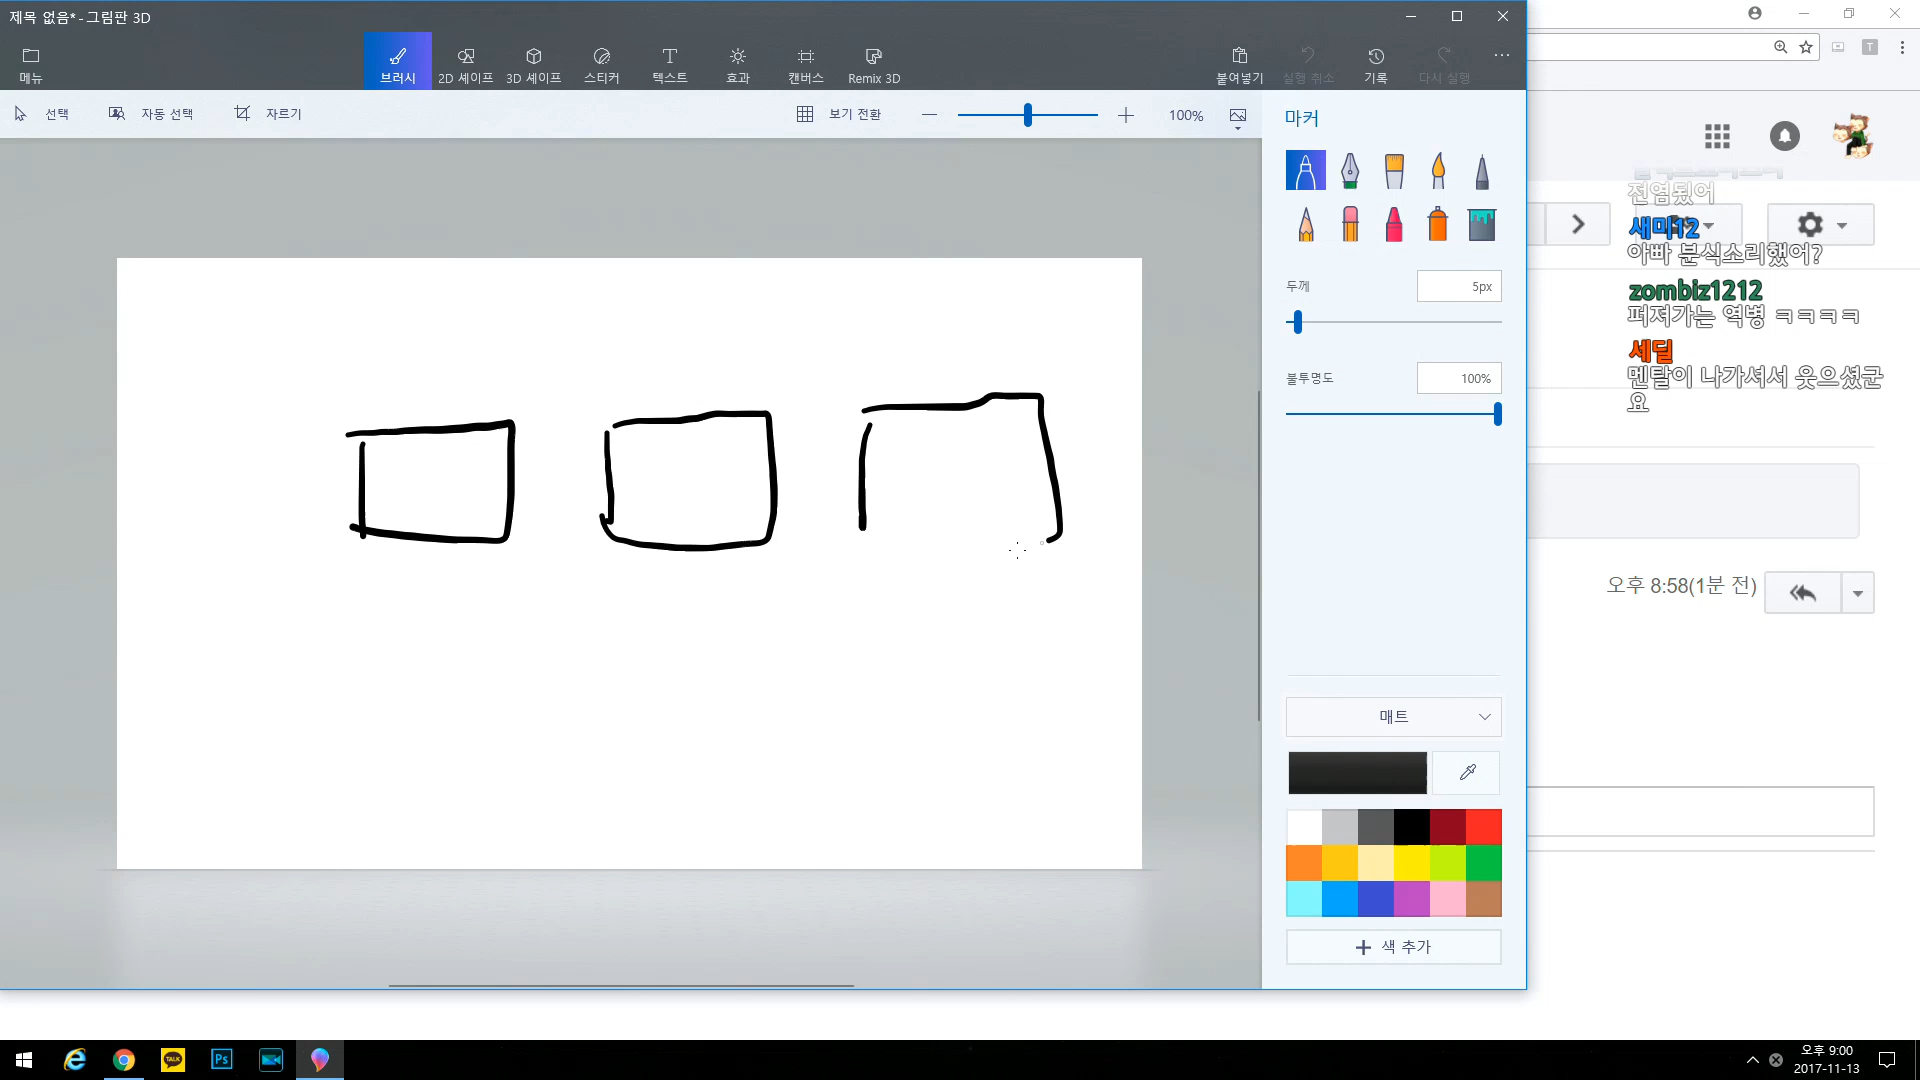 제목 없음* - 그림판 3D
메뉴
브러시
2D 셰이프
3D 셰이프
스티커
텍스트
효과
캔버스
Remix 3D
붙여넣기
실행 취소
기록
다시 실행
선택
자동 선택
자르기
보기 전환
100%
마커
두께
5px
불투명도
100%
매트
색 추가
전염됐어
새미12
아빠 분식소리했어?
zombiz1212
퍼져가는 역병 ㅋㅋㅋㅋ
세딜
멘탈이 나가셔서 웃으셨군
요
오후 8:58(1분 전)
T
TALK
Ps
오후 9:00
2017-11-13